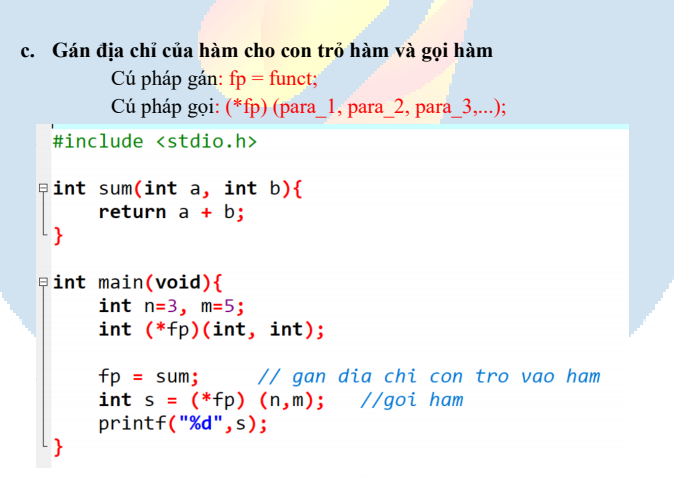 c. Gán địa chỉ của hàm cho con trỏ hàm và gọi hàm
Cú pháp gán: fp = funct;
Cú pháp gọi: (*fp) (para_1, para_2, para_3,...);
#include <stdio.h>
int sum(int a, int b){
return a + b;
}
int main(void){
int n=3, m=5;
int (*fp)(int, int);
fp = sum; // gan dia chi con tro vao ham
int s = (*fp) (n,m); //goi ham
printf("%d",s);
}